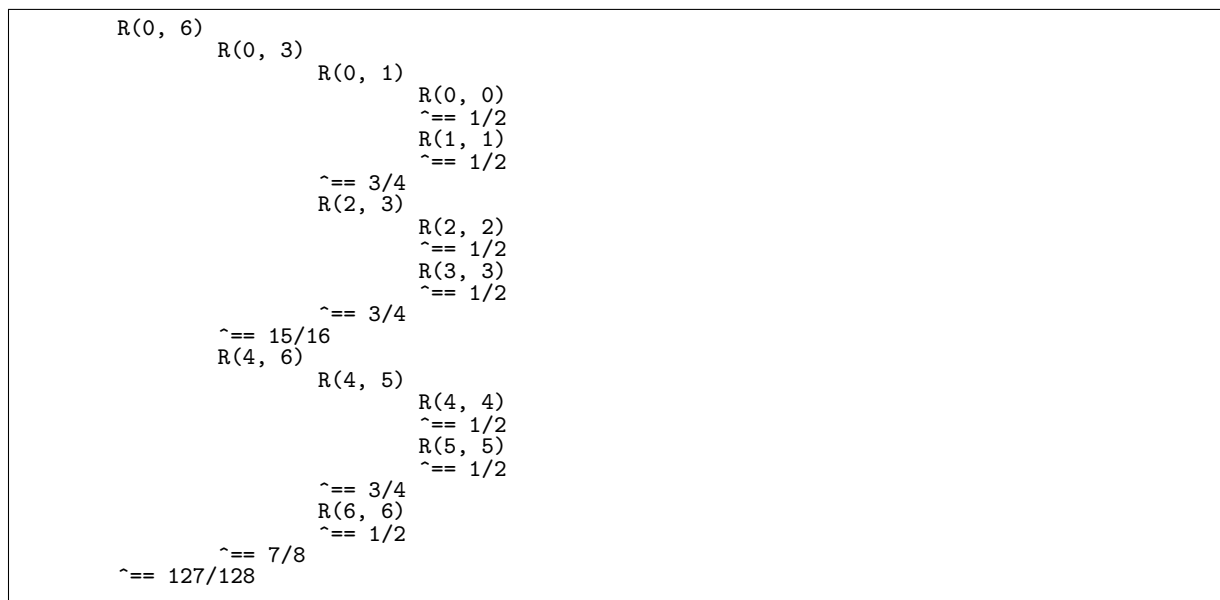 R(0, 6)
R(0, 3)
R(0, 1)
R(0, 0)
^== 1/2
R(1, 1)
^== 1/2
^== 3/4
R(2, 3)
R(2, 2)
^== 1/2
R(3, 3)
^== 1/2
^== 3/4
^== 15/16
R(4, 6)
R(4, 5)
R(4, 4)
^== 1/2
R(5, 5)
^== 1/2
^== 3/4
R(6, 6)
^== 1/2
^== 7/8
^== 127/128